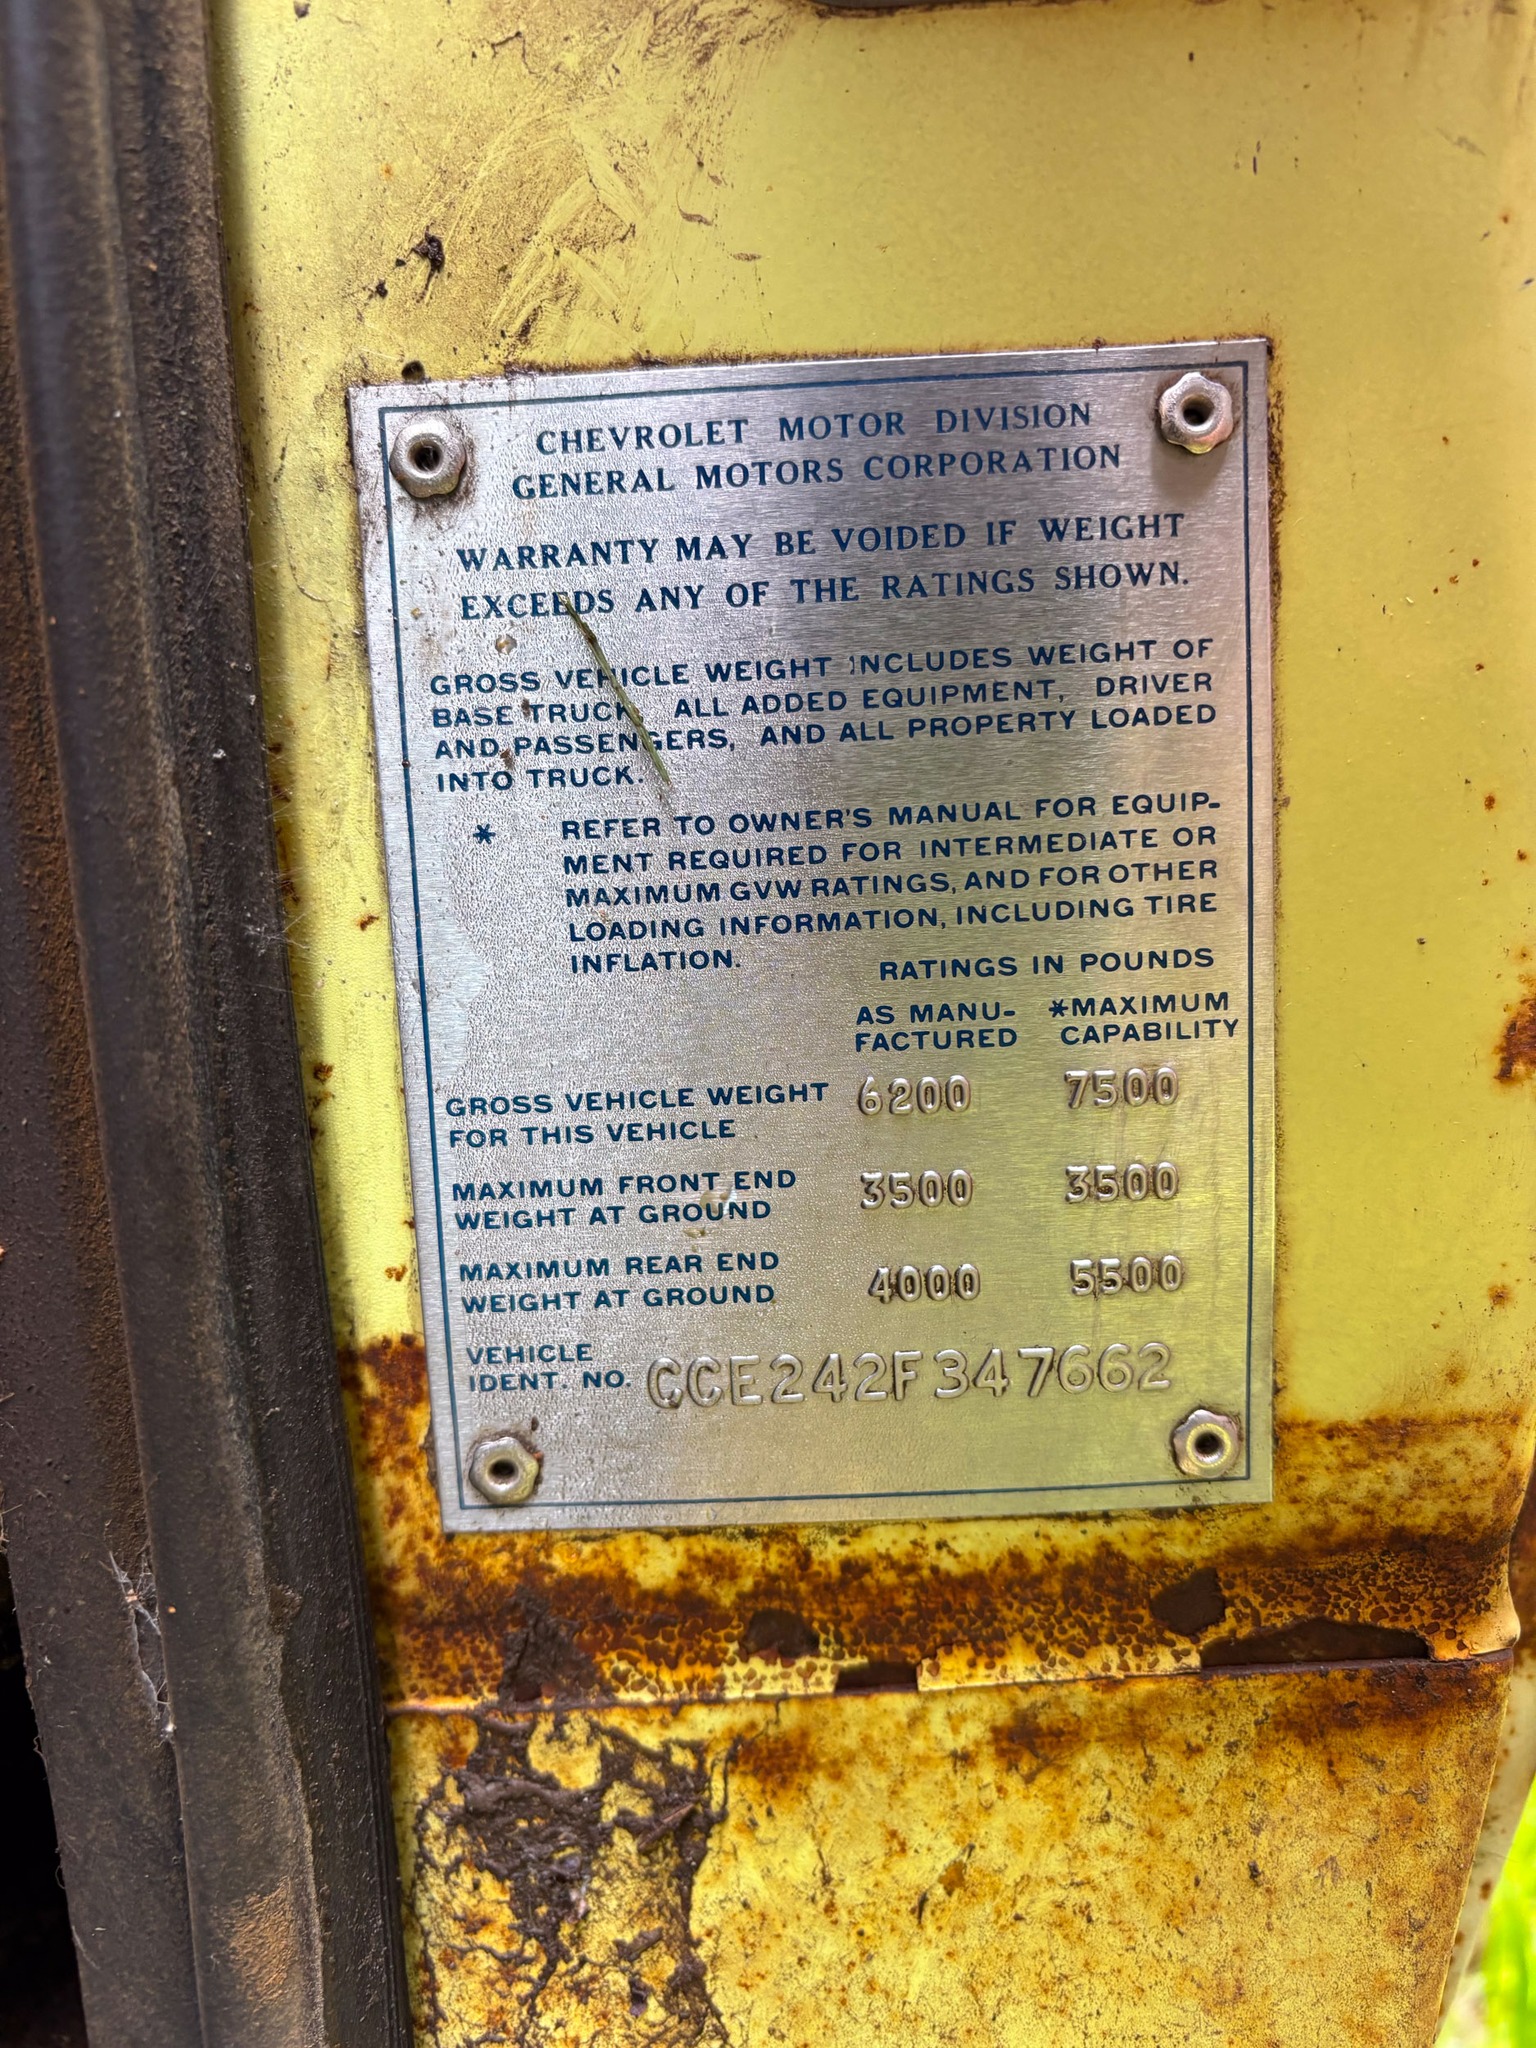 CHEVROLET MOTOR DIVISION
GENERAL MOTORS CORPORATION
WARRANTY MAY BE VOIDED IF WEIGHT
EXCEEDS ANY OF THE RATINGS SHOWN.
GROSS VEHICLE WEIGHT INCLUDES WEIGHT OF
BASE TRUCK, ALL ADDED EQUIPMENT, DRIVER
AND PASSENGERS, AND ALL PROPERTY LOADED
INTO TRUCK.
* REFER TO OWNER'S MANUAL FOR EQUIP-
MENT REQUIRED FOR INTERMEDIATE OR
MAXIMUM GVW RATINGS, AND FOR OTHER
LOADING INFORMATION, INCLUDING TIRE
INFLATION.
RATINGS IN POUNDS
AS MANU- *MAXIMUM
FACTURED CAPABILITY
GROSS VEHICLE WEIGHT 6200 7500
FOR THIS VEHICLE
MAXIMUM FRONT END 3500 3500
WEIGHT AT GROUND
MAXIMUM REAR END 4000 5500
WEIGHT AT GROUND
VEHICLE
IDENT. NO. CCE242F347662